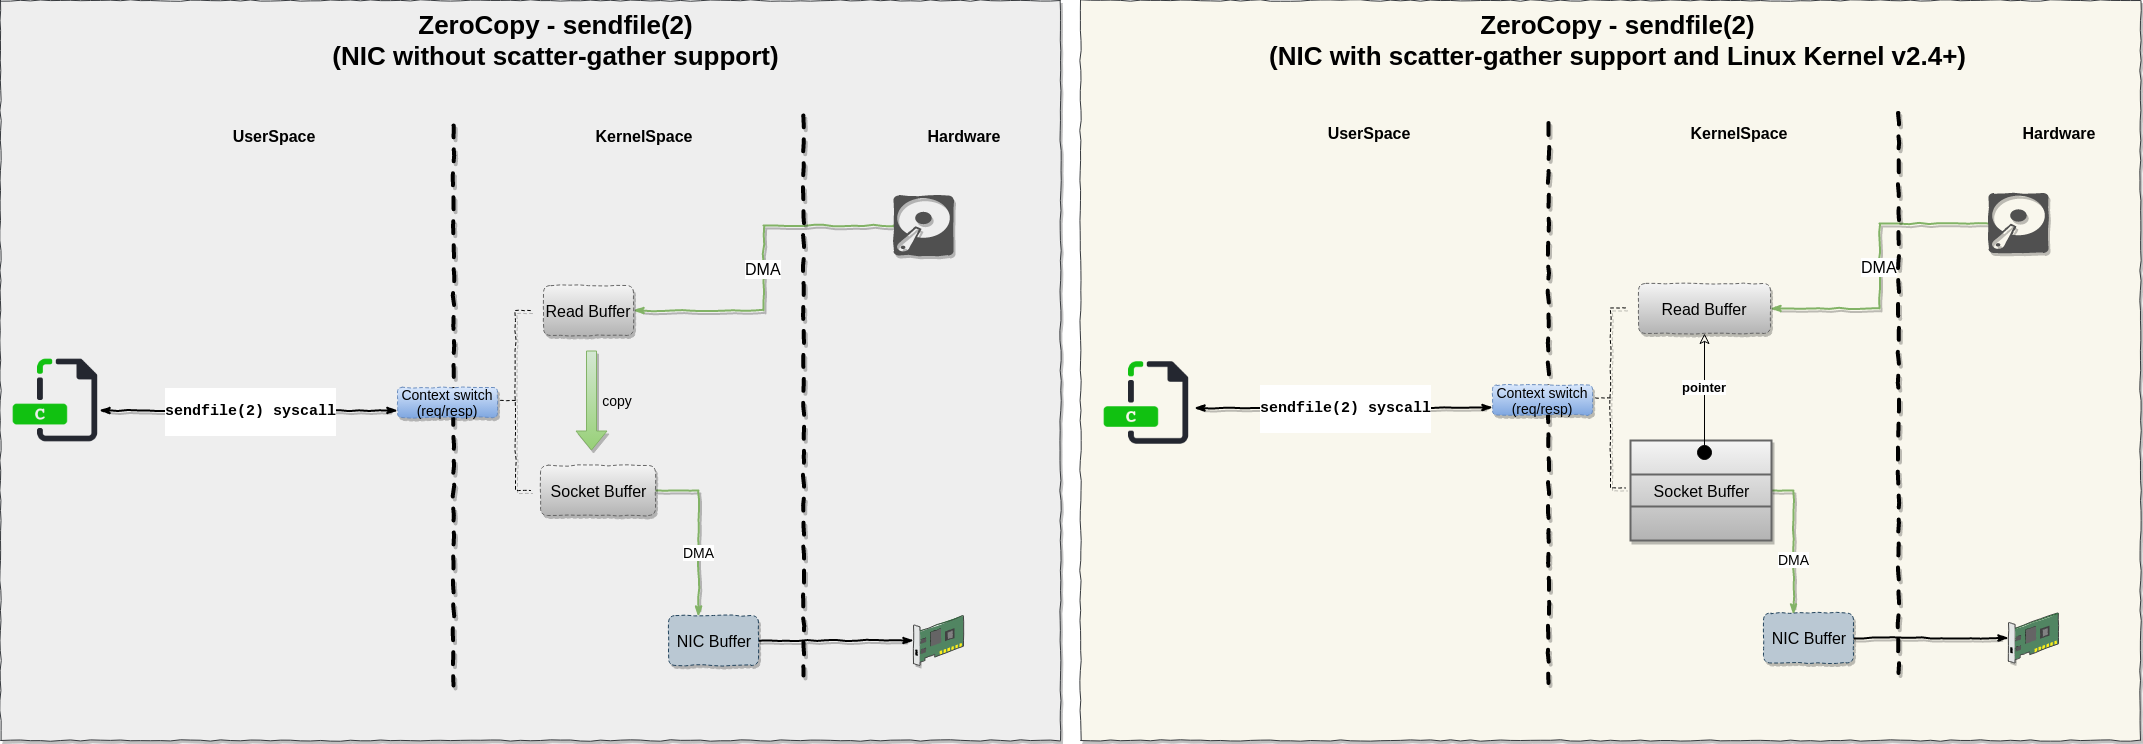 ZeroCopy - sendfile(2)
(NIC without scatter-gather support)
UserSpace
KernelSpace
Hardware
DMA
Read Buffer
C
sendfile(2) syscall
Context switch
(req/resp)
copy
Socket Buffer
DMA
NIC Buffer
ZeroCopy - sendfile(2)
(NIC with scatter-gather support and Linux Kernel v2.4+)
UserSpace
KernelSpace
Hardware
DMA
Read Buffer
pointer
C
sendfile(2) syscall
Context switch
(req/resp)
Socket Buffer
DMA
NIC Buffer